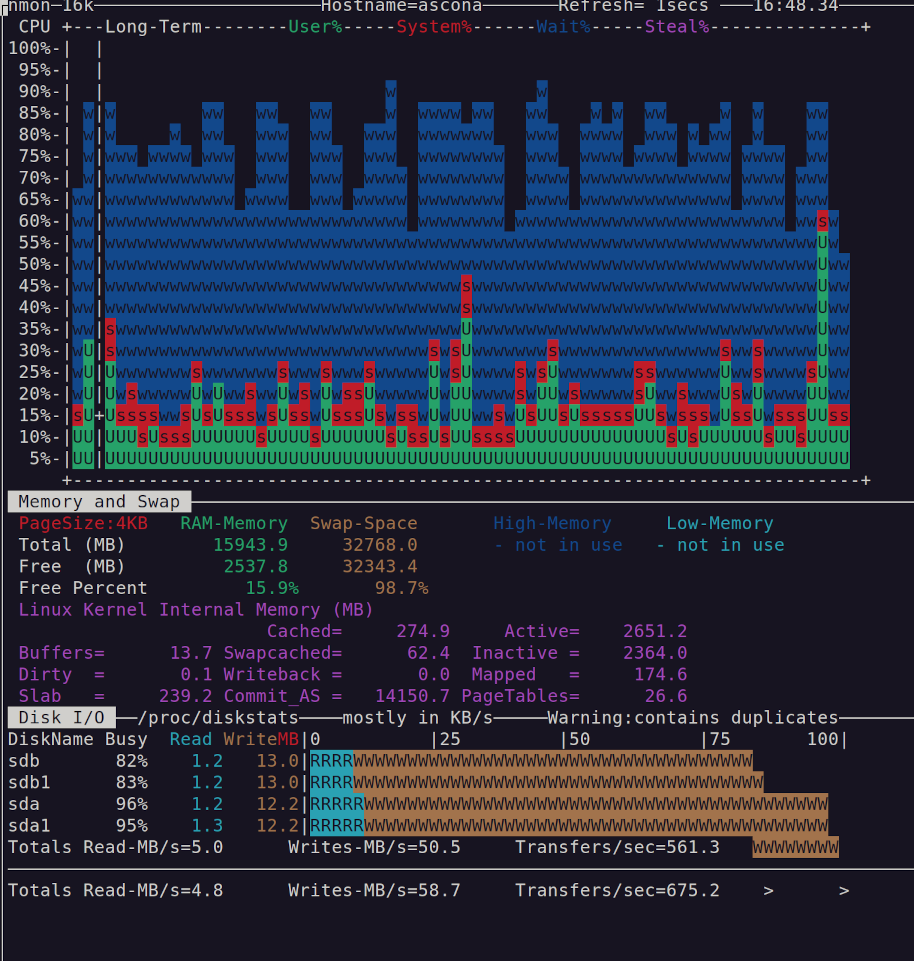 nmon─16k─────────────────────Hostname=ascona───────Refresh= 1secs ───16:48.34───────
CPU +---Long-Term--------User%-----System%------Wait%-----Steal%--------------+
100%-|
95%-|
90%-|
85%-|
80%-|
75%-|
70%-|
65%-|
60%-|
55%-|
50%-|
45%-|
40%-|
35%-|
30%-|
25%-|
20%-|
15%-|
10%-|
5%-|
+-------------------------------------------------------------------------+
Memory and Swap
PageSize:4KB   RAM-Memory  Swap-Space       High-Memory     Low-Memory
Total (MB)        15943.9     32768.0       - not in use   - not in use
Free  (MB)         2537.8     32343.4
Free Percent         15.9%       98.7%
Linux Kernel Internal Memory (MB)
Cached=     274.9     Active=    2651.2
Buffers=      13.7 Swapcached=      62.4  Inactive =    2364.0
Dirty  =       0.1 Writeback =       0.0  Mapped   =     174.6
Slab   =     239.2 Commit_AS =   14150.7 PageTables=      26.6
Disk I/O ──/proc/diskstats────mostly in KB/s─────Warning:contains duplicates
DiskName Busy  Read WriteMB|0          |25         |50          |75       100|
sdb       82%    1.2   13.0|RRRRWWWWWWWWWWWWWWWWWWWWWWWWWWWWWWWWWWWWW
sdb1      83%    1.2   13.0|RRRRWWWWWWWWWWWWWWWWWWWWWWWWWWWWWWWWWWWWWW
sda       96%    1.2   12.2|RRRRRWWWWWWWWWWWWWWWWWWWWWWWWWWWWWWWWWWWWWWWWWWW
sda1      95%    1.3   12.2|RRRRRWWWWWWWWWWWWWWWWWWWWWWWWWWWWWWWWWWWWWWWWWWW
Totals Read-MB/s=5.0      Writes-MB/s=50.5     Transfers/sec=561.3   WWWWWWWW
Totals Read-MB/s=4.8      Writes-MB/s=58.7     Transfers/sec=675.2    >      >